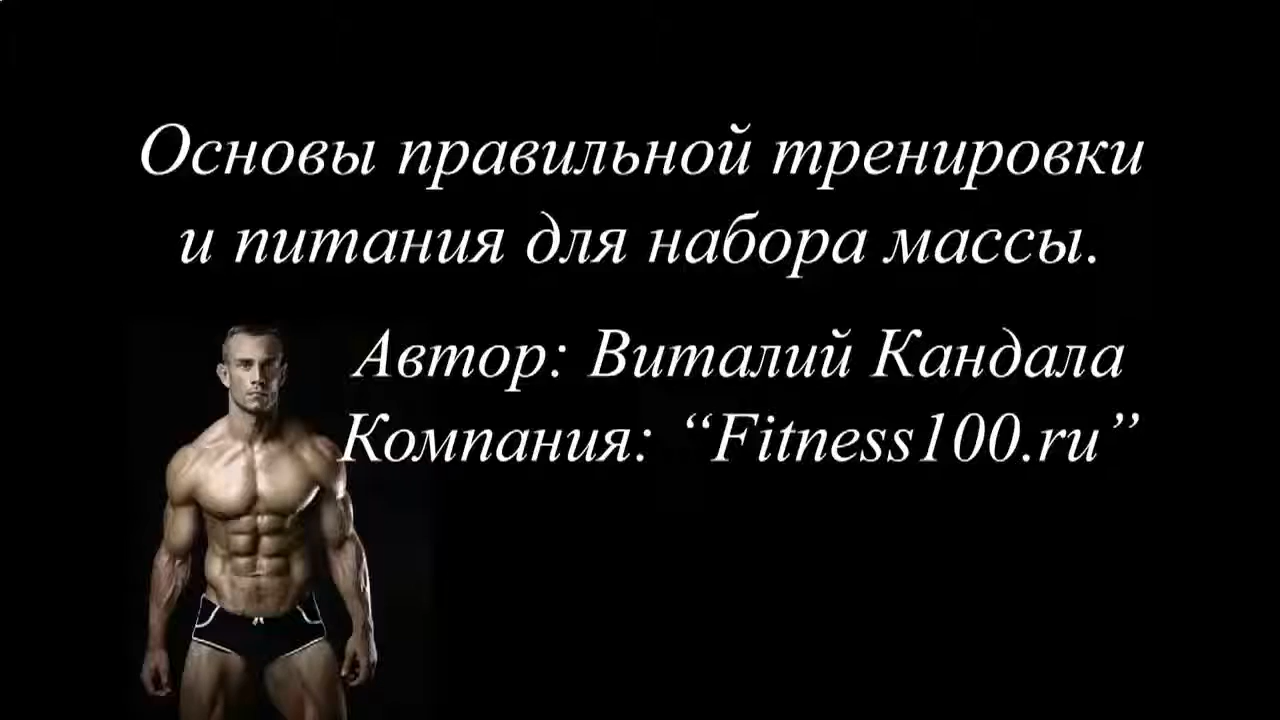 Основы правильной тренировки
и питания для набора массы.
Автор: Виталий Кандала
Компания: “Fitness100.ru”